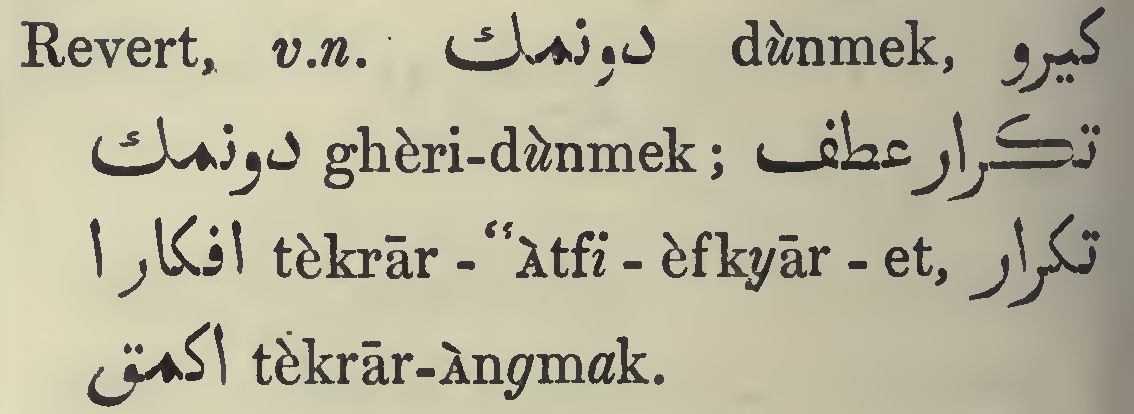 Revert, v.n. دونمك dùnmek, كيرو
دونمك ghèri-dùnmek; تكرار عطف
افكار ا tèkrār - “Àtfi - èfkyār - et, تكرار
اكمق tèkrār-Àngmak.